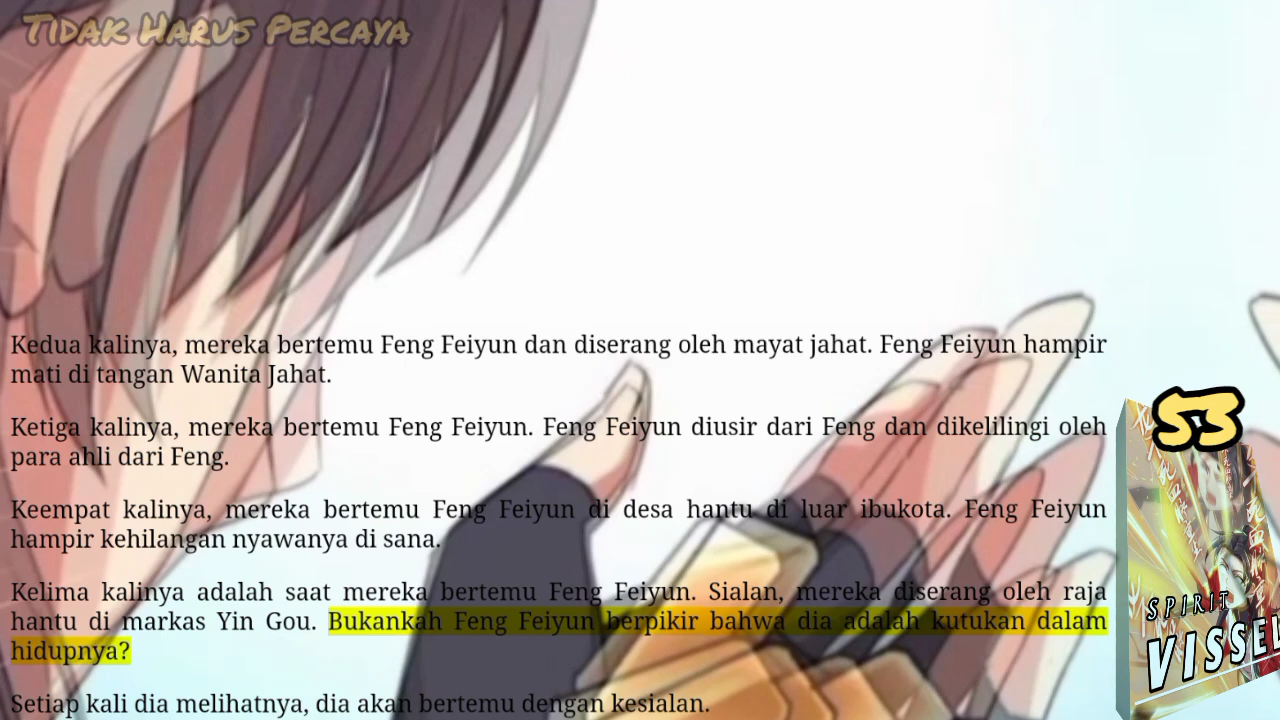 Tidak Harus Percaya
Kedua kalinya, mereka bertemu Feng Feiyun dan diserang oleh mayat jahat. Feng Feiyun hampir
mati di tangan Wanita Jahat.
Ketiga kalinya, mereka bertemu Feng Feiyun. Feng Feiyun diusir dari Feng dan dikelilingi oleh
para ahli dari Feng.
Keempat kalinya, mereka bertemu Feng Feiyun di desa hantu di luar ibukota. Feng Feiyun
hampir kehilangan nyawanya di sana.
Kelima kalinya adalah saat mereka bertemu Feng Feiyun. Sialan, mereka diserang oleh raja
hantu di markas Yin Gou. Bukankah Feng Feiyun berpikir bahwa dia adalah kutukan dalam
hidupnya?
Setiap kali dia melihatnya, dia akan bertemu dengan kesialan.
53
SPIRIT
VISSEL